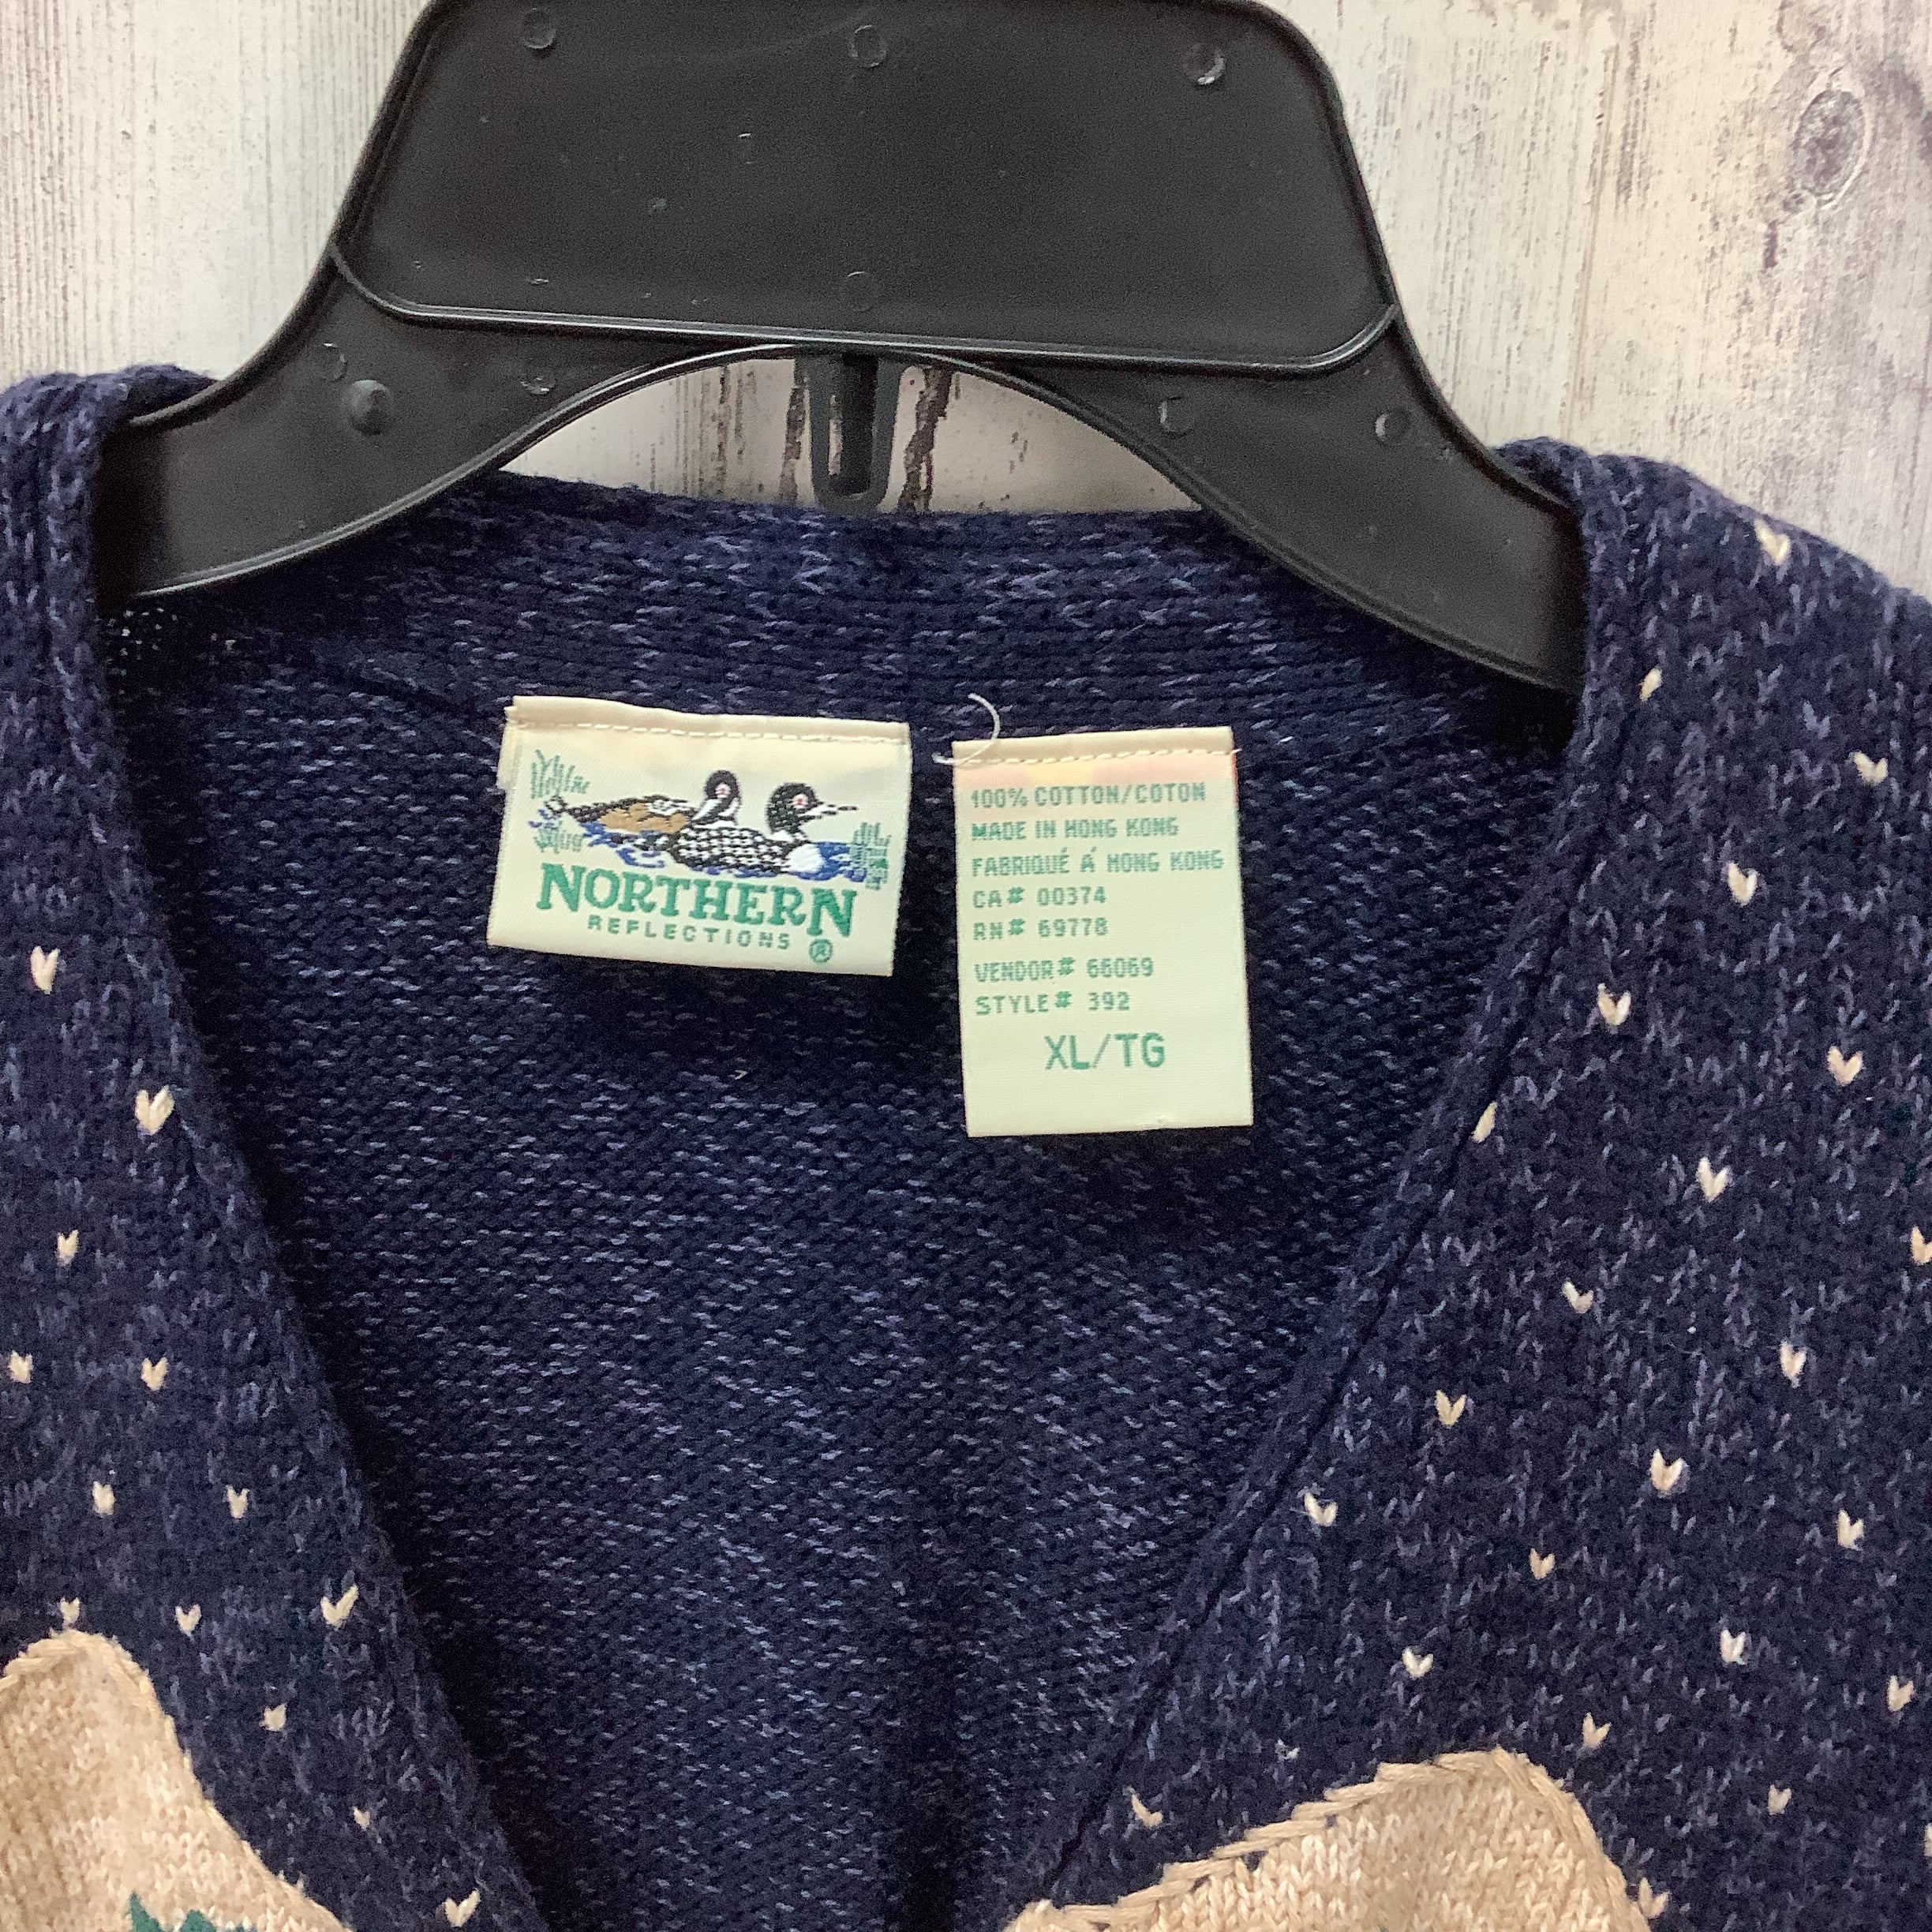 NORTHERN
REFLECTIONS ®
100% COTTON/COTON
MADE IN HONG KONG
FABRIQUÉ A' HONG KONG
CA# 00374
RN# 69778
VENDOR# 66069
STYLE# 392
XL/TG